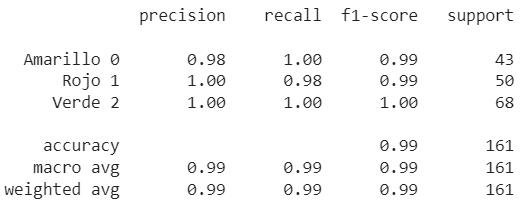 precision recall f1-score support
Amarillo 0 0.98 1.00 0.99 43
Rojo 1 1.00 0.98 0.99 50
Verde 2 1.00 1.00 1.00 68
accuracy 0.99 161
macro avg 0.99 0.99 0.99 161
weighted avg 0.99 0.99 0.99 161